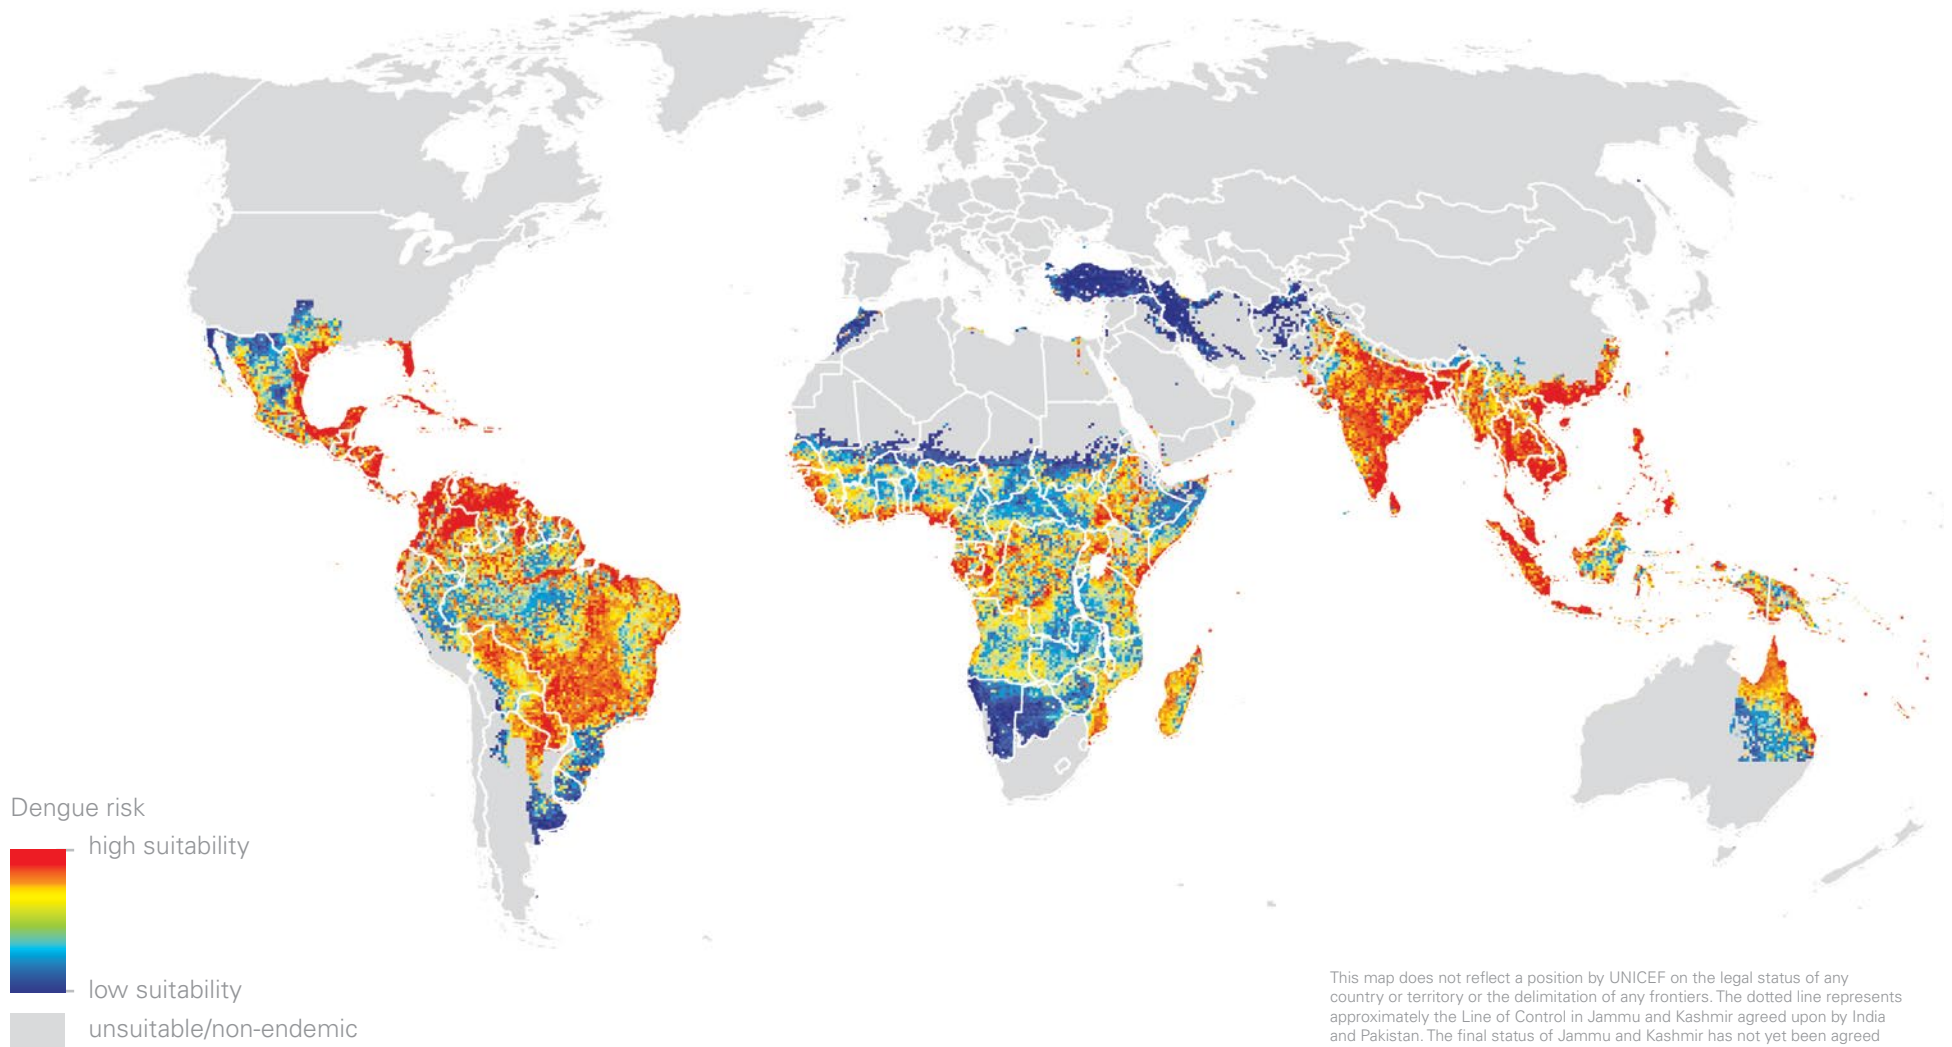 Dengue risk
high suitability
low suitability
unsuitable/non-endemic
This map does not reflect a position by UNICEF on the legal status of any
country or territory or the delimitation of any frontiers. The dotted line represents
approximately the Line of Control in Jammu and Kashmir agreed upon by India
and Pakistan. The final status of Jammu and Kashmir has not yet been agreed